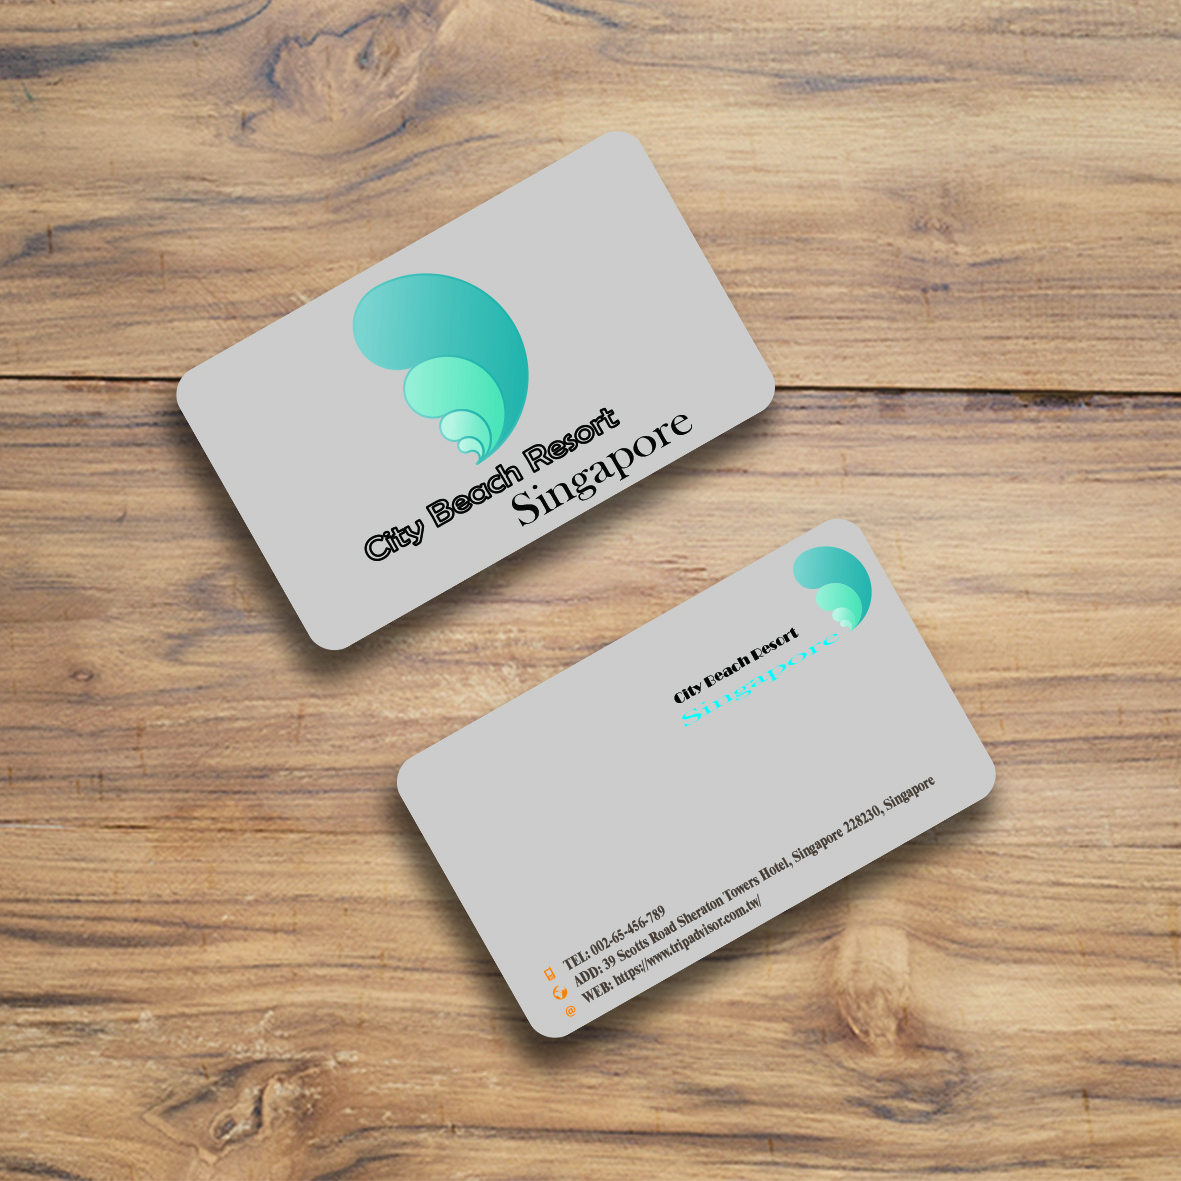 City Beach Resort
Singapore
City Beach Resort
Singapore
TEL: 002-65-456-789
ADD: 39 Scotts Road Sheraton Towers Hotel, Singapore 228230, Singapore
@ WEB: https://www.tripadvisor.com.tw/